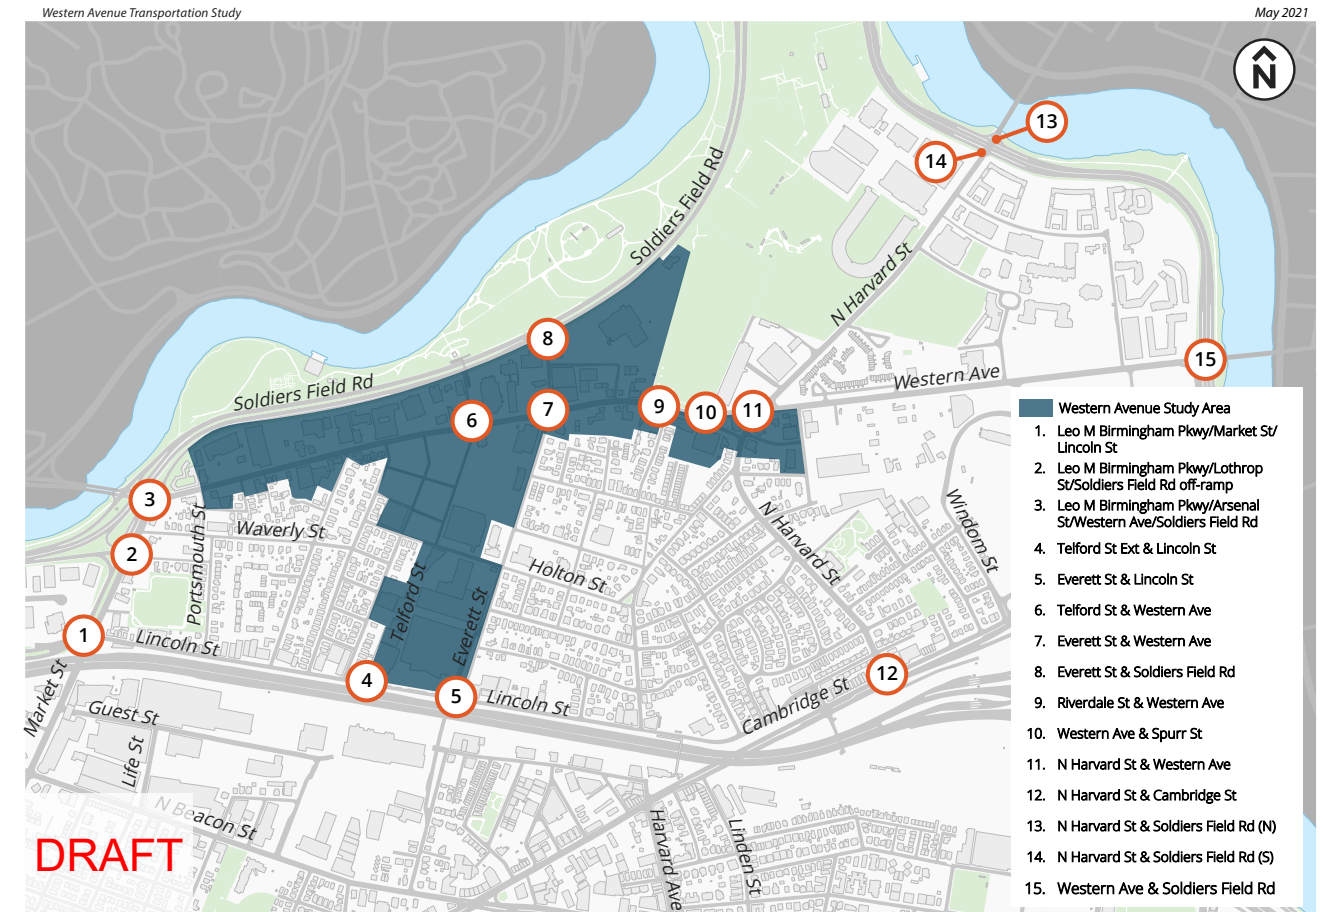 Western Avenue Transportation Study
May 2021
N
13
14
Soldiers Field Rd
N Harvard St
8
15
Soldiers Field Rd
Western Ave
9
10
11
7
6
Western Avenue Study Area
1. Leo M Birmingham Pkwy/Market St/
Lincoln St
2. Leo M Birmingham Pkwy/Lothrop
St/Soldiers Field Rd off-ramp
3. Leo M Birmingham Pkwy/Arsenal
St/Western Ave/Soldiers Field Rd
4. Telford St Ext & Lincoln St
5. Everett St & Lincoln St
6. Telford St & Western Ave
7. Everett St & Western Ave
8. Everett St & Soldiers Field Rd
9. Riverdale St & Western Ave
10. Western Ave & Spurr St
11. N Harvard St & Western Ave
12. N Harvard St & Cambridge St
13. N Harvard St & Soldiers Field Rd (N)
14. N Harvard St & Soldiers Field Rd (S)
15. Western Ave & Soldiers Field Rd
3
Waverly St
Portsmouth St
2
N Harvard St
Windom St
Holton St
Telford St
Everett St
1
Lincoln St
4
5
Lincoln St
12
Cambridge St
Market St
Guest St
Life St
N Beacon St
Harvard Ave
Linden St
DRAFT